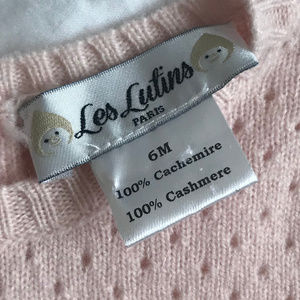 Les Lutins
PARIS
6M
100% Cachemire
100% Cashmere